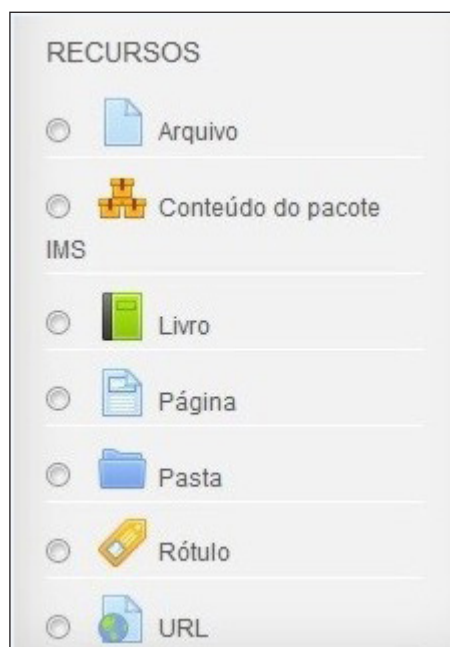 RECURSOS
Arquivo
Conteúdo do pacote
IMS
Livro
Página
Pasta
Rótulo
URL